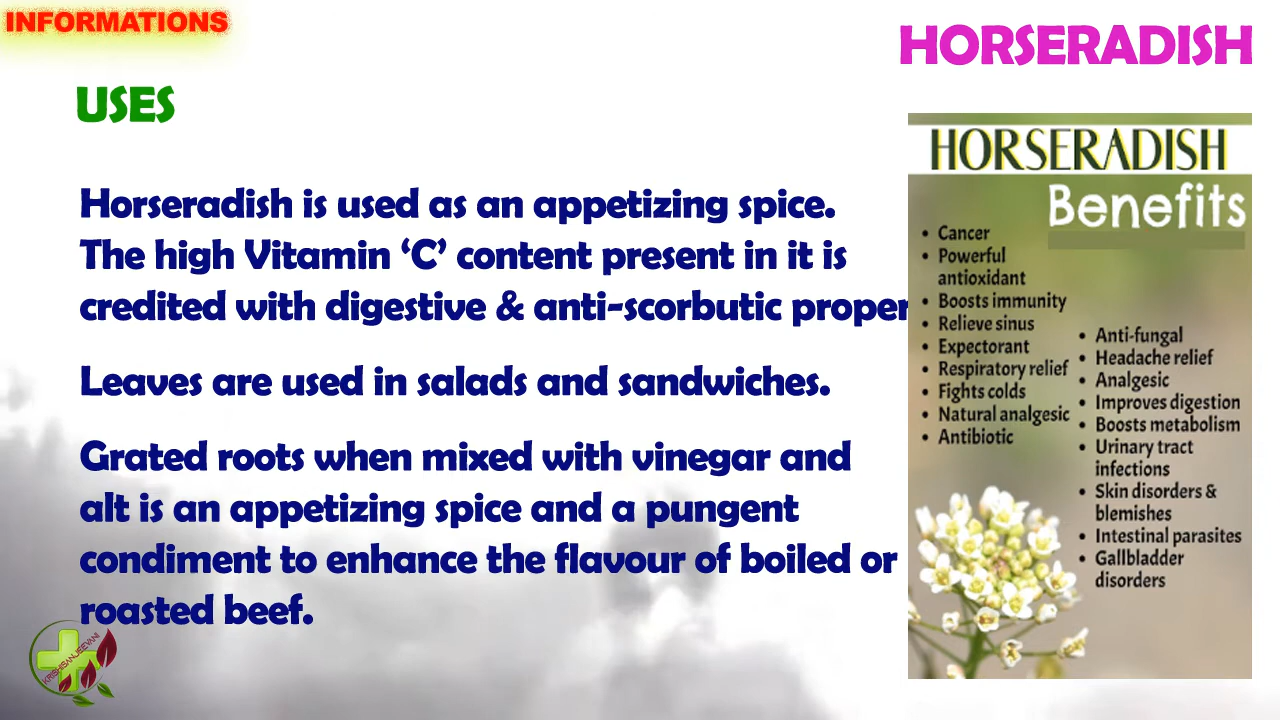 INFORMATIONS
HORSERADISH
USES
Horseradish is used as an appetizing spice.
The high Vitamin ‘C’ content present in it is
credited with digestive & anti-scorbutic proper
Leaves are used in salads and sandwiches.
Grated roots when mixed with vinegar and
alt is an appetizing spice and a pungent
condiment to enhance the flavour of boiled or
roasted beef.
HORSERADISH
Benefits
• Cancer
• Powerful
antioxidant
• Boosts immunity
• Relieve sinus
• Expectorant
• Respiratory relief
• Fights colds
• Natural analgesic
• Antibiotic
• Anti-fungal
• Headache relief
• Analgesic
• Improves digestion
• Boosts metabolism
• Urinary tract
infections
• Skin disorders &
blemishes
• Intestinal parasites
• Gallbladder
disorders
KRISHISANJEEVANI